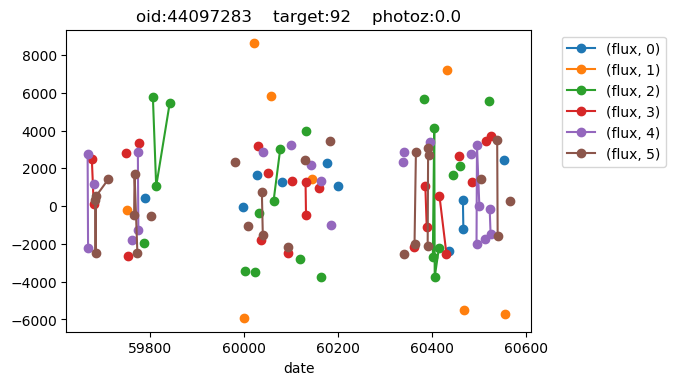 oid:44097283    target:92    photoz:0.0
8000
6000
4000
2000
0
−2000
−4000
−6000
59800
60000
60200
60400
60600
date
(flux, 0)
(flux, 1)
(flux, 2)
(flux, 3)
(flux, 4)
(flux, 5)